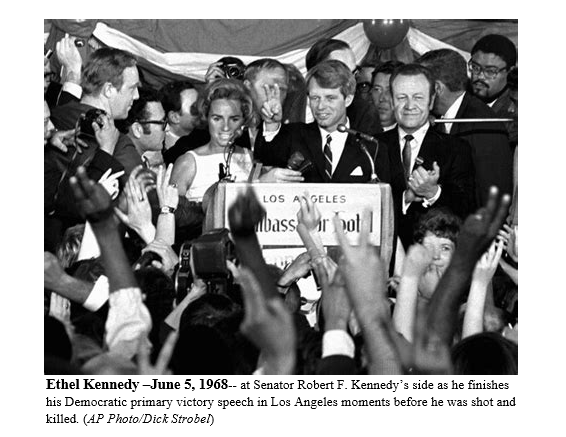 LOS ANGELES
Ethel Kennedy –June 5, 1968-- at Senator Robert F. Kennedy's side as he finishes
his Democratic primary victory speech in Los Angeles moments before he was shot and
killed. (AP Photo/Dick Strobel)